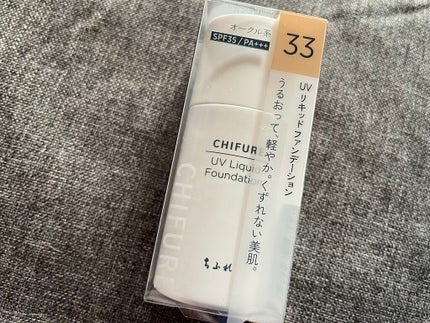 オークル系
SPF35/PA+++
33
UV リキッド ファンデーション
うるおって、軽やか。くずれない美肌。
CHIFURE
UV Liquid
Foundation
ちふれ
CHIFURE